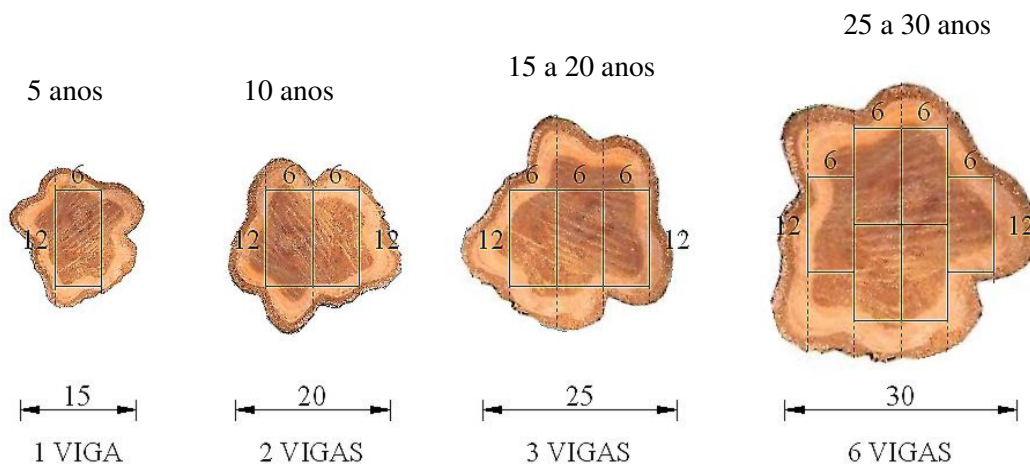 5 anos
10 anos
15 a 20 anos
25 a 30 anos
6
12
6 6
12 12
6 6 6
12 12
6 6
6 6
12 12
15
20
25
30
1 VIGA
2 VIGAS
3 VIGAS
6 VIGAS